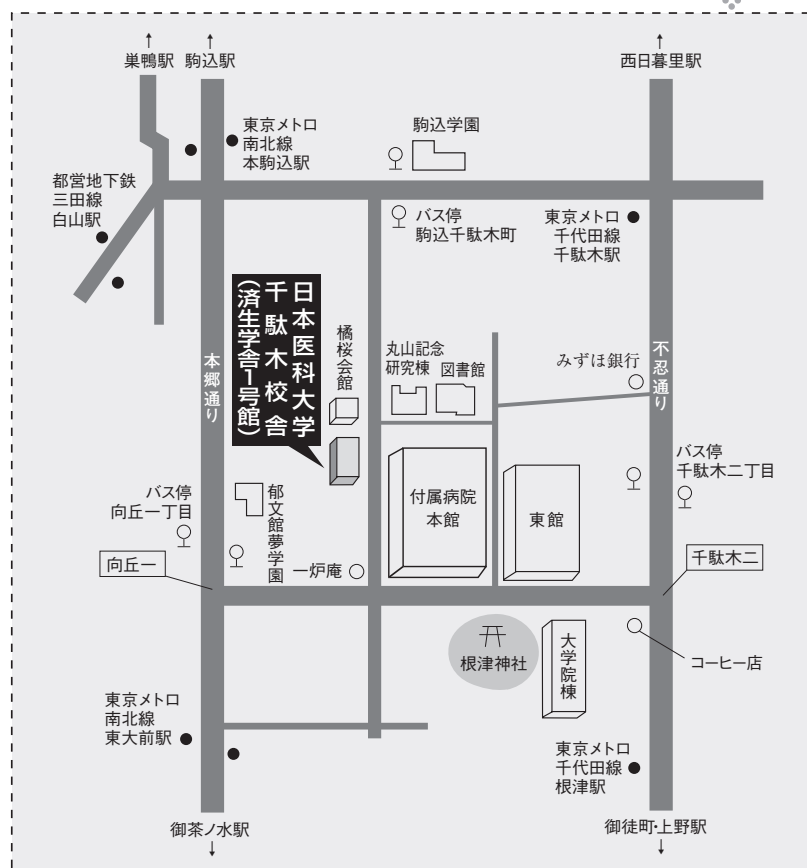 巣鴨駅
駒込駅
西日暮里駅
東京メトロ
南北線
本駒込駅
駒込学園
都営地下鉄
三田線
白山駅
バス停
駒込千駄木町
東京メトロ
千代田線
千駄木駅
日本医科大学
千駄木校舎
(済生学舎1号館)
橘桜会館
丸山記念
研究棟
図書館
みずほ銀行
本郷通り
不忍通り
バス停
千駄木二丁目
バス停
向丘一丁目
郁文館夢学園
付属病院
本館
東館
向丘一
一炉庵
千駄木二
根津神社
大学院棟
コーヒー店
東京メトロ
南北線
東大前駅
東京メトロ
千代田線
根津駅
御茶ノ水駅
御徒町・上野駅